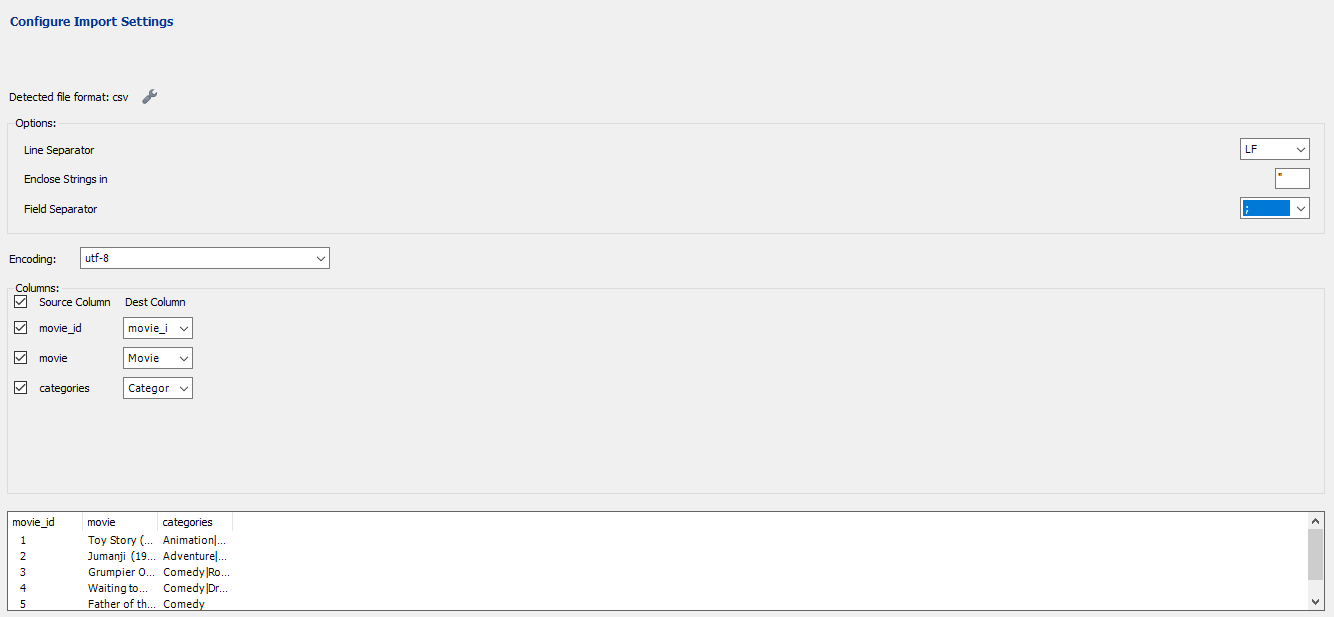 Configure Import Settings
Detected file format: csv
Options:
Line Separator LF
Enclose Strings in "
Field Separator ;
Encoding: utf-8
Columns:
Source Column Dest Column
movie_id movie_i
movie Movie
categories Categor
movie_id movie categories
1 Toy Story (... Animation|...
2 Jumanji (19... Adventure|...
3 Grumpier O... Comedy|Ro...
4 Waiting to... Comedy|Dr...
5 Father of th... Comedy